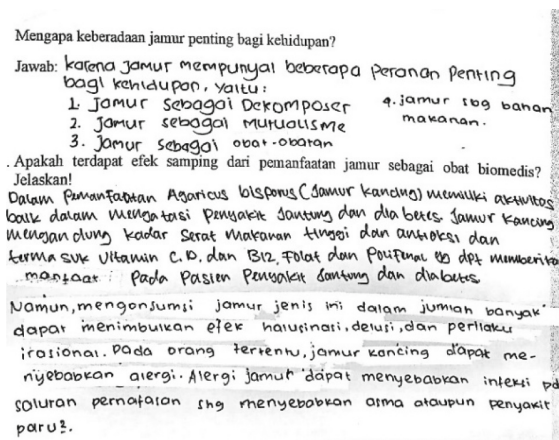 Mengapa keberadaan jamur penting bagi kehidupan?
Jawab: karena jamur mempunyai beberapa peranan penting
bagi kehidupan, yaitu:
1. Jamur sebagai Dekomposer
2. Jamur sebagai Mutualisme
3. Jamur sebagai obat-obatan
4. jamur sbg bahan
makanan.
. Apakah terdapat efek samping dari pemanfaatan jamur sebagai obat biomedis?
Jelaskan!
Dalam pemanfaatan Agaricus bisporus (Jamur kancing) memiliki aktivitas
baik dalam mengatasi penyakit jantung dan diabetes. Jamur kancing
mengandung kadar serat makanan tinggi dan antioksidan
termasuk vitamin C, D, dan B12, Folat dan Polifenol yg dpt memberikan
manfaat pada pasien penyakit jantung dan diabetes
Namun, mengonsumsi jamur jenis ini dalam jumlah banyak
dapat menimbulkan efek halusinasi, delusi, dan perilaku
irasional. Pada orang tertentu, jamur kancing dapat me-
nyebabkan alergi. Alergi jamur dapat menyebabkan infeksi pd
saluran pernafasan shg menyebabkan asma ataupun penyakit
paru².